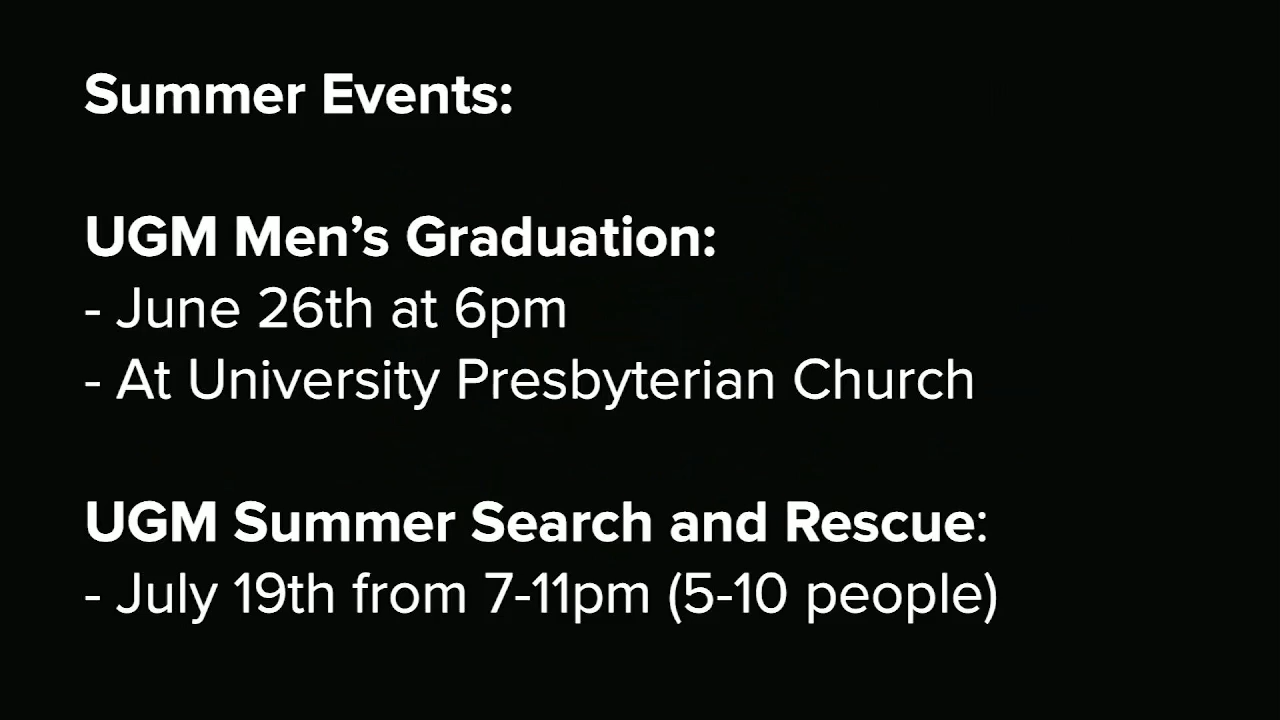 Summer Events:
UGM Men’s Graduation:
- June 26th at 6pm
- At University Presbyterian Church
UGM Summer Search and Rescue:
- July 19th from 7-11pm (5-10 people)